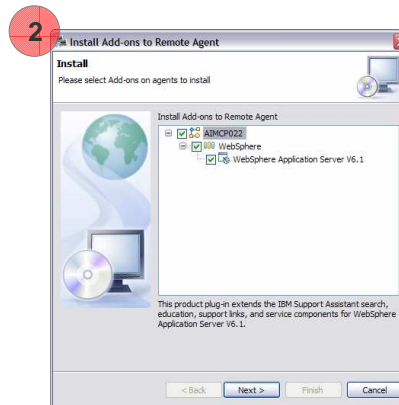 2
Install Add-ons to Remote Agent
Install
Please select Add-ons on agents to install
Install Add-ons to Remote Agent
AIMCP022
WebSphere
WebSphere Application Server V6.1
This product plug-in extends the IBM Support Assistant search,
education, support links, and service components for WebSphere
Application Server V6.1.
< Back Next > Finish Cancel